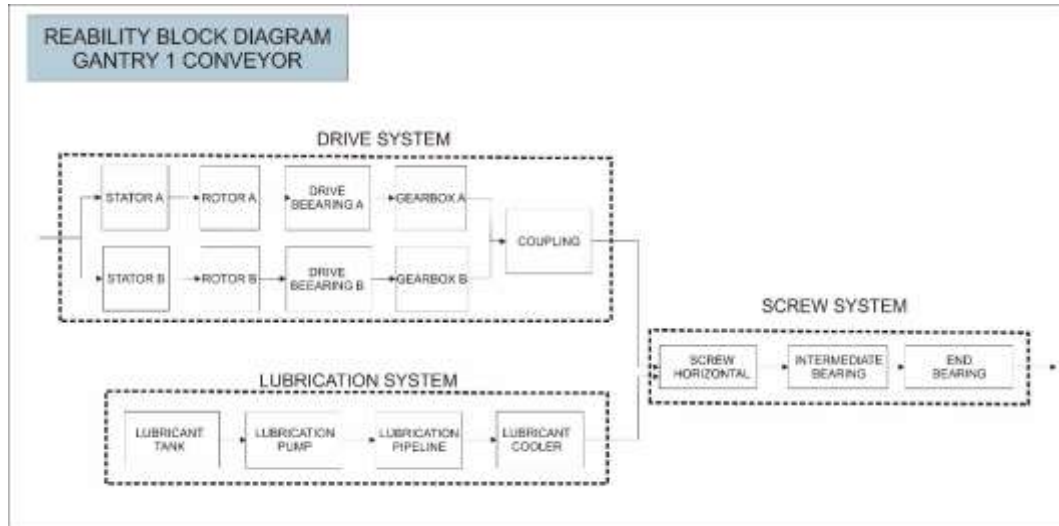 REABILITY BLOCK DIAGRAM
GANTRY 1 CONVEYOR
DRIVE SYSTEM
STATOR A
ROTOR A
DRIVE
BEEARING A
GEARBOX A
COUPLING
STATOR B
ROTOR B
DRIVE
BEEARING B
GEARBOX B
SCREW SYSTEM
SCREW
HORIZONTAL
INTERMEDIATE
BEARING
END
BEARING
LUBRICATION SYSTEM
LUBRICANT
TANK
LUBRICATION
PUMP
LUBRICATION
PIPELINE
LUBRICANT
COOLER